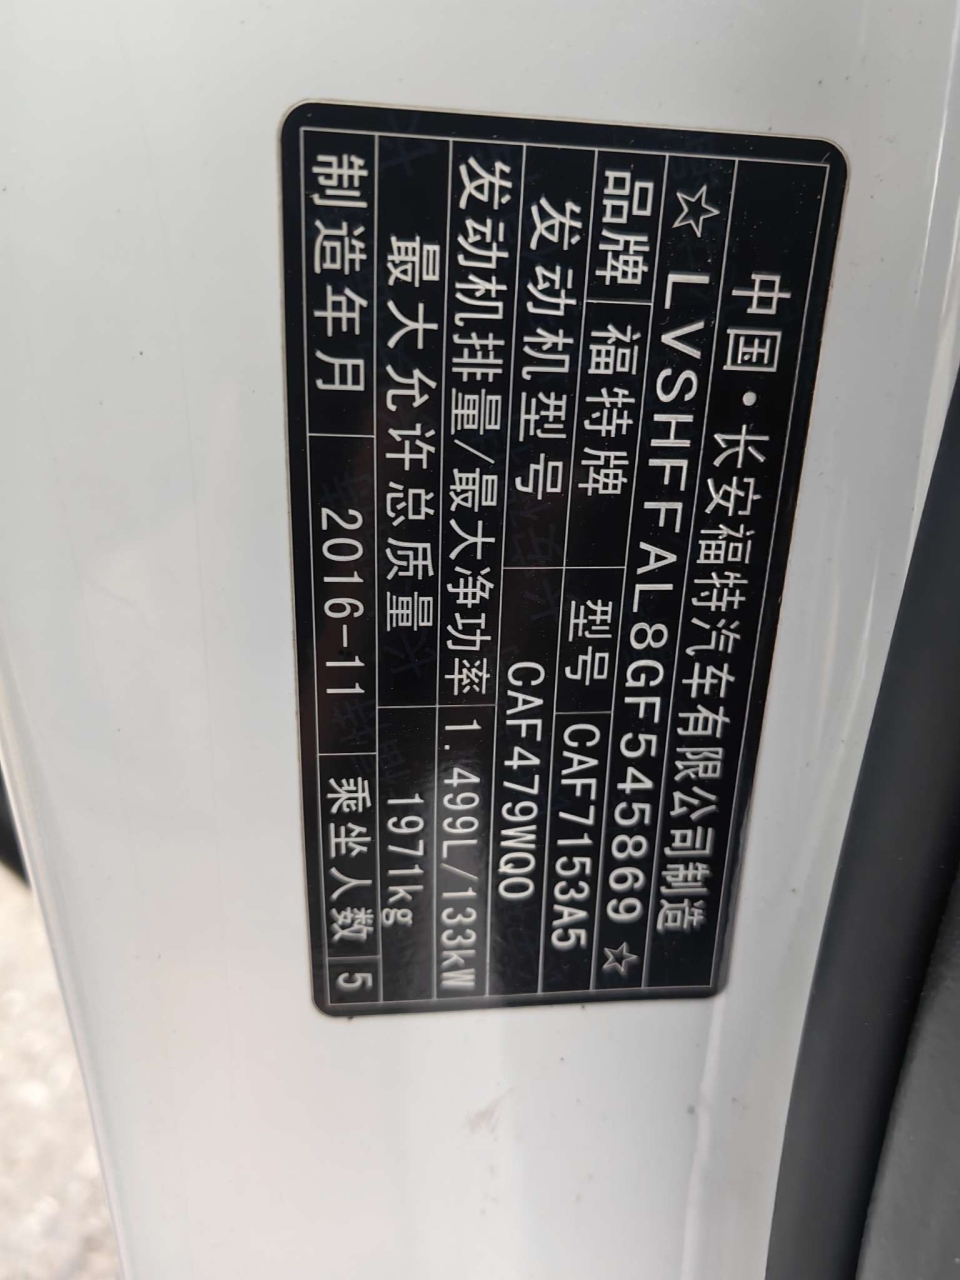 中国·长安福特汽车有限公司制造
☆LVSHFFAL8GF545869☆
品牌 福特牌 型号 CAF7153A5
发动机型号 CAF479WQ0
发动机排量/最大净功率 1.499L/133kW
最大允许总质量 1971kg
制造年月 2016-11 乘坐人数 5